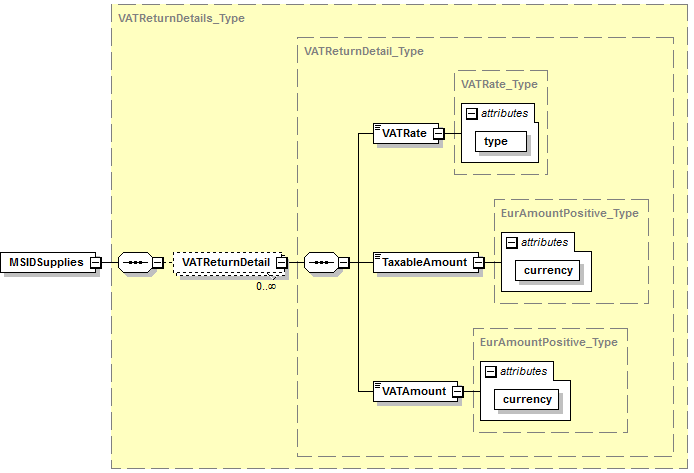 VATReturnDetails_Type
VATReturnDetail_Type
VATRate_Type
attributes
VATRate
type
EurAmountPositive_Type
attributes
MSIDSupplies
VATReturnDetail
TaxableAmount
currency
0..∞
EurAmountPositive_Type
attributes
VATAmount
currency